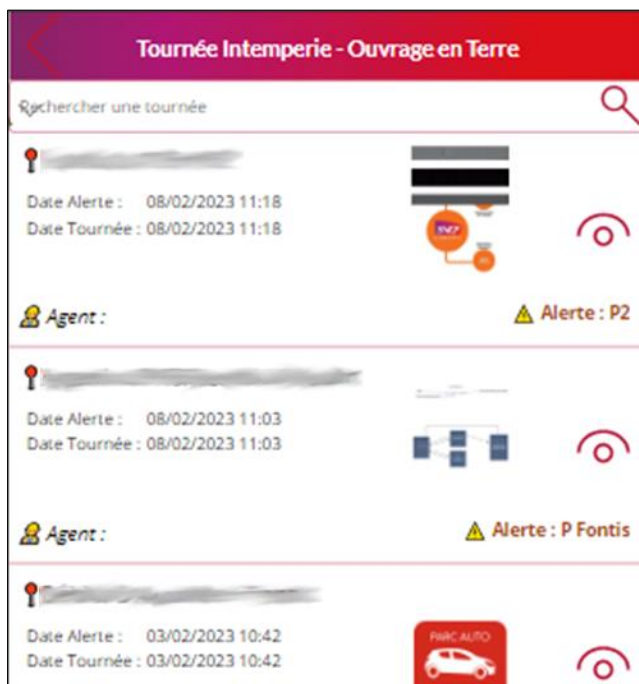 Tournée Intemperie - Ouvrage en Terre
Rechercher une tournée
Date Alerte : 08/02/2023 11:18
Date Tournée : 08/02/2023 11:18
SNCF
Agent :
Alerte : P2
Date Alerte : 08/02/2023 11:03
Date Tournée : 08/02/2023 11:03
Agent :
Alerte : P Fontis
Date Alerte : 03/02/2023 10:42
PARC AUTO
Date Tournée : 03/02/2023 10:42